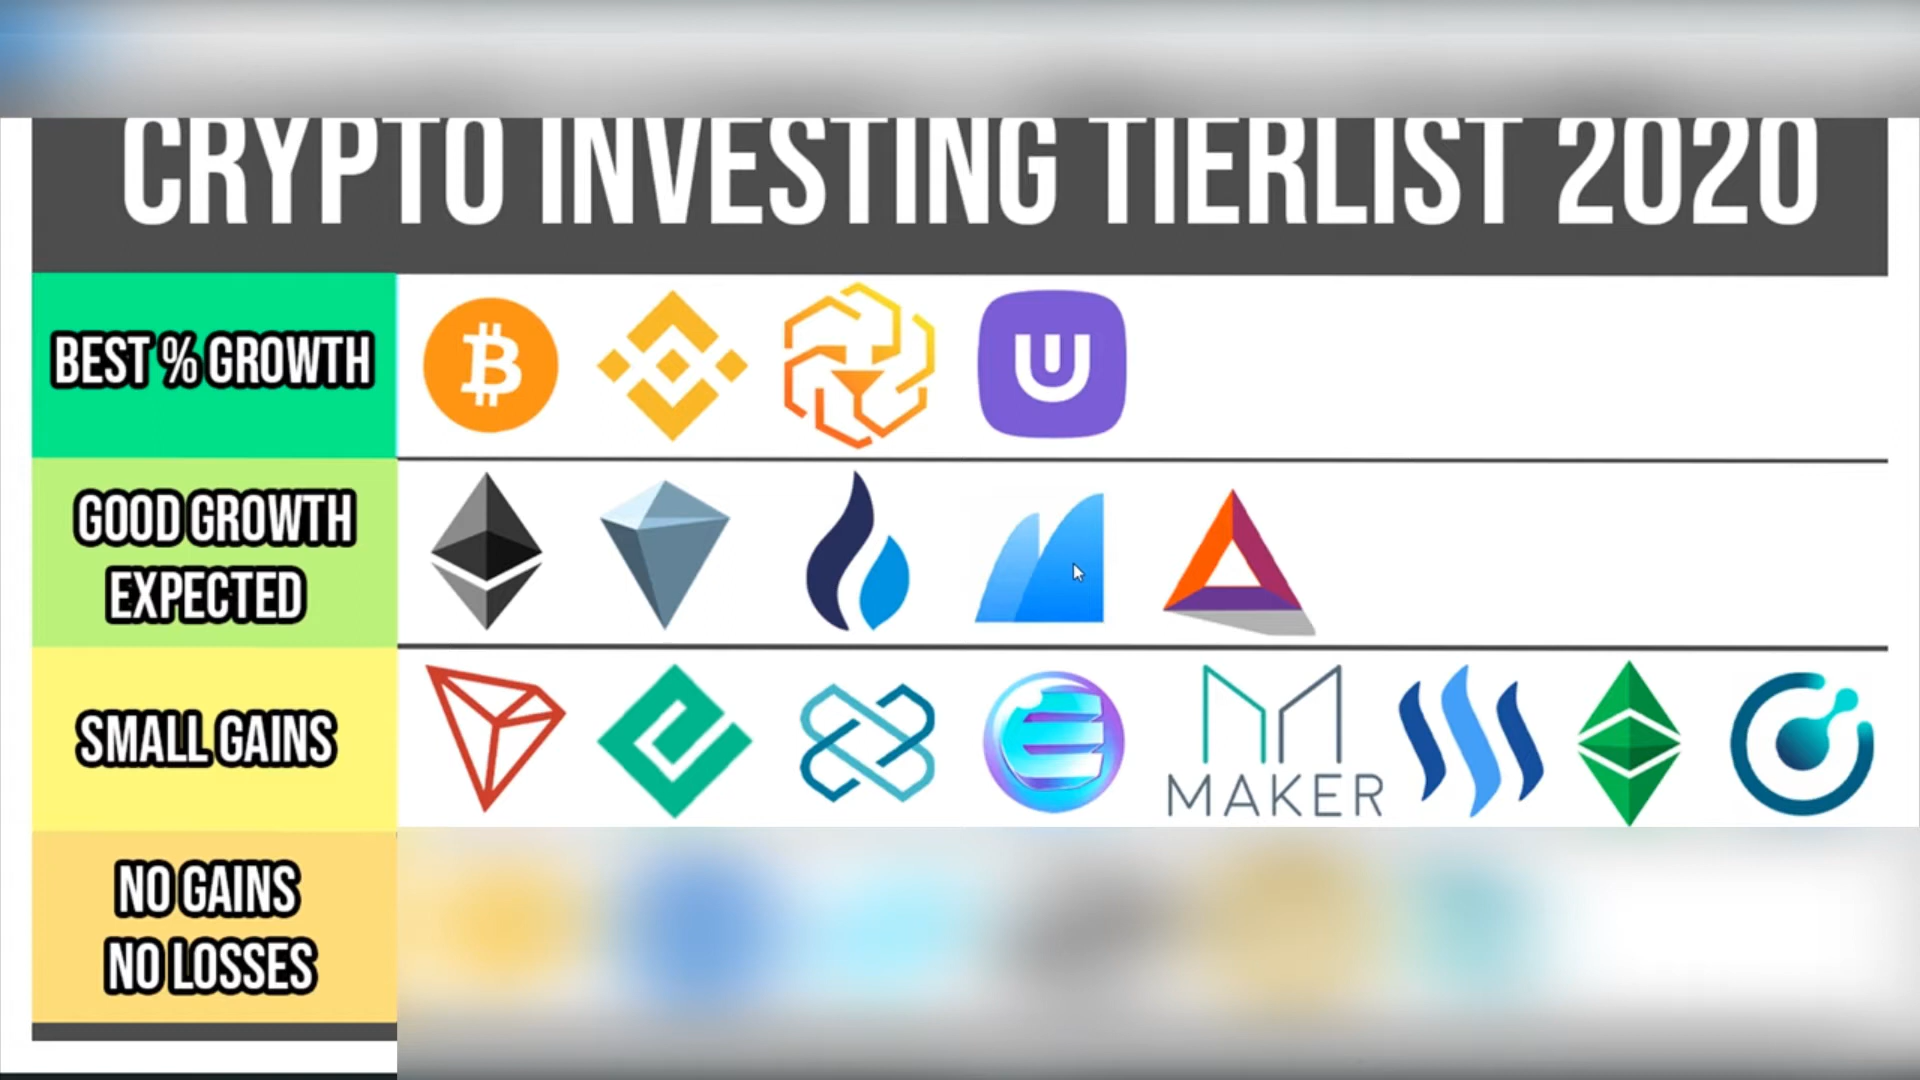 CRYPTO INVESTING TIERLIST 2020
BEST % GROWTH
GOOD GROWTH
EXPECTED
SMALL GAINS
MAKER
NO GAINS
NO LOSSES